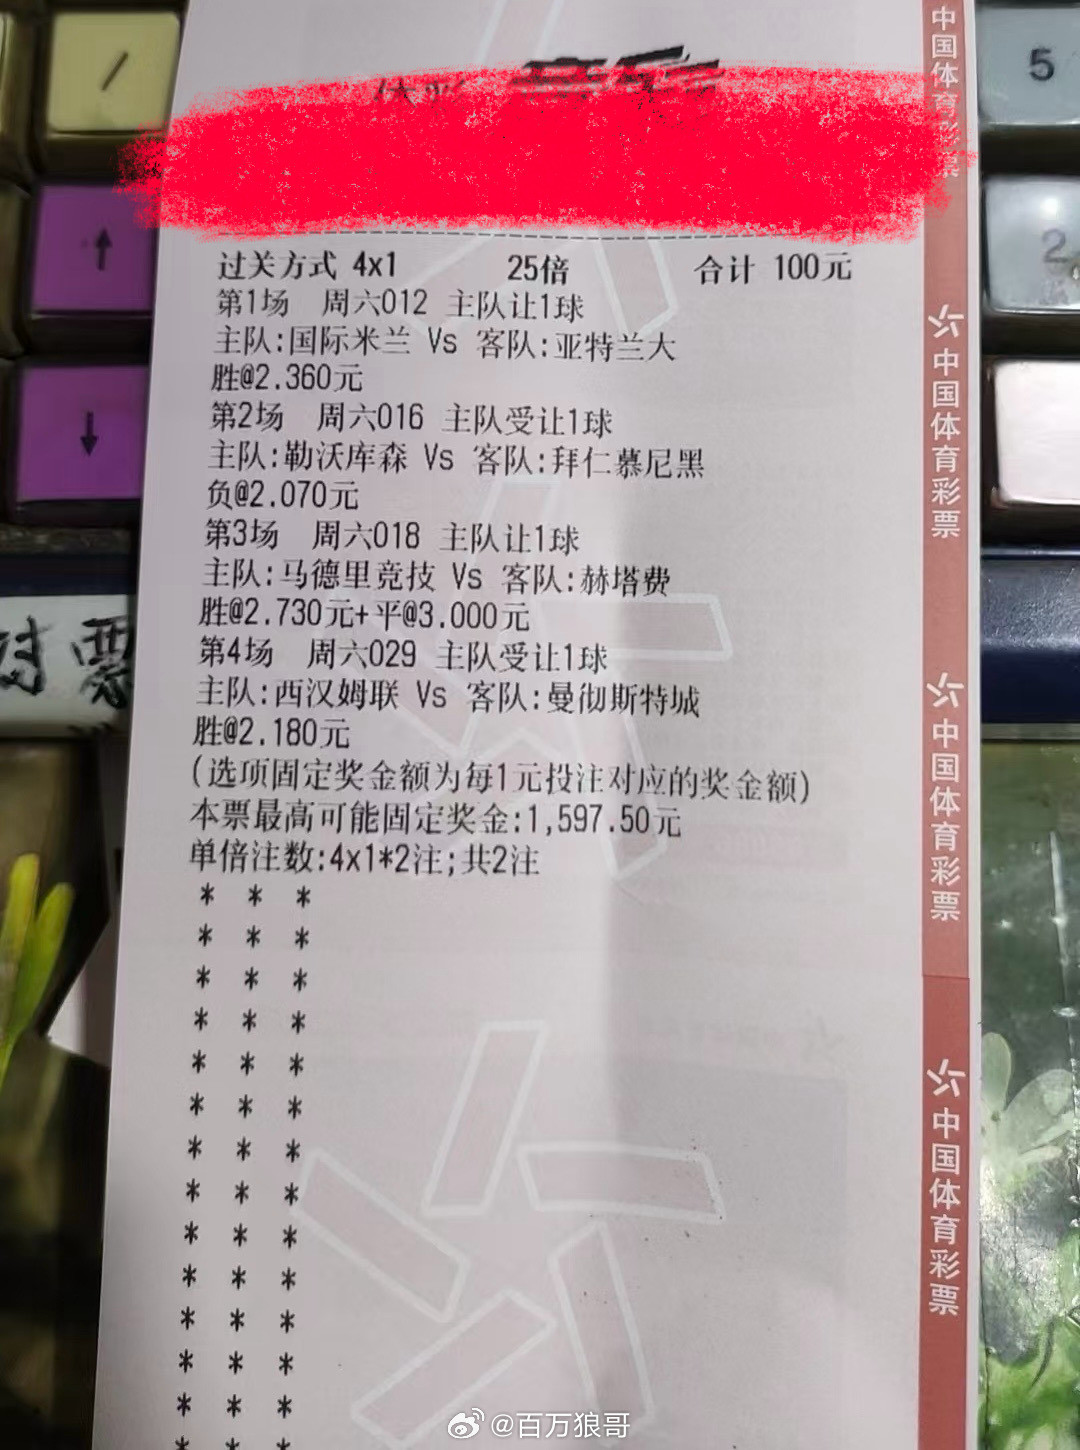 过关方式 4x1 25倍 合计 100元
第1场 周六012 主队让1球
主队:国际米兰 Vs 客队:亚特兰大
胜@2.360元
第2场 周六016 主队受让1球
主队:勒沃库森 Vs 客队:拜仁慕尼黑
负@2.070元
第3场 周六018 主队让1球
主队:马德里竞技 Vs 客队:赫塔费
胜@2.730元+平@3.000元
第4场 周六029 主队受让1球
主队:西汉姆联 Vs 客队:曼彻斯特城
胜@2.180元
(选项固定奖金额为每1元投注对应的奖金额)
本票最高可能固定奖金:1,597.50元
单倍注数:4x1*2注;共2注
* * *
* * *
* * *
* * *
* * *
* * *
* * *
* * *
* * *
* * *
* * *
* * *
* * *
* * *
中国体育彩票
中国体育彩票
中国体育彩票
中国体育彩票
/
↑
↓
5
2
票
@百万狼哥